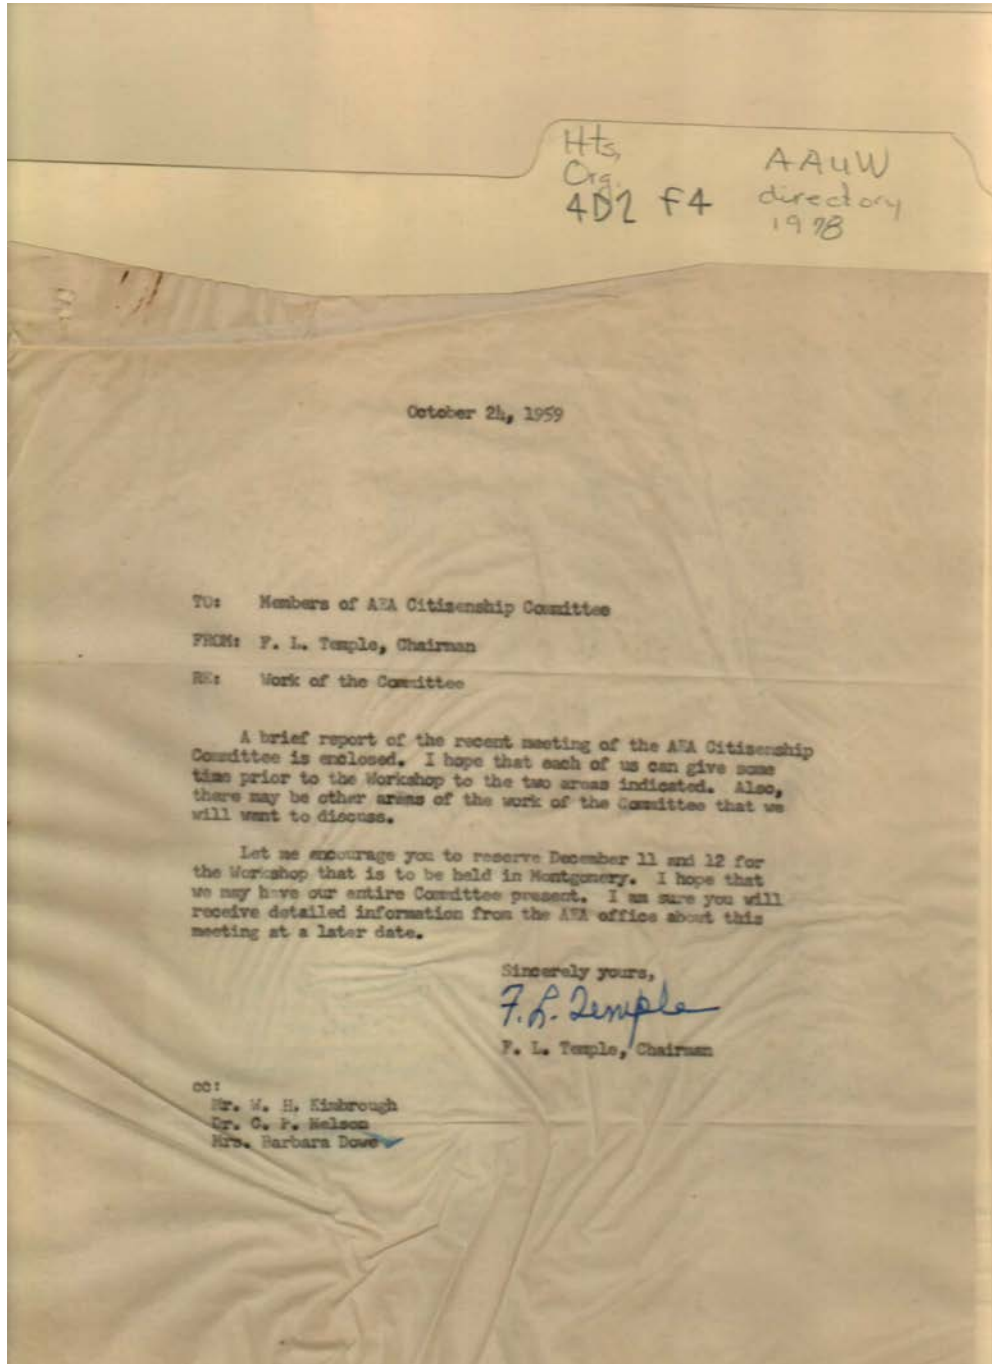 Hts,
Org.
4D2 F4
AAUW
directory
1978
October 24, 1959
TO: Members of AEA Citizenship Committee
FROM: F. L. Temple, Chairman
RE: Work of the Committee
A brief report of the recent meeting of the AEA Citizenship
Committee is enclosed. I hope that each of us can give some
time prior to the Workshop to the two areas indicated. Also,
there may be other areas of the work of the Committee that we
will want to discuss.
Let me encourage you to reserve December 11 and 12 for
the Workshop that is to be held in Montgomery. I hope that
we may have our entire Committee present. I am sure you will
receive detailed information from the AEA office about this
meeting at a later date.
Sincerely yours,
F. L. Temple
F. L. Temple, Chairman
cc:
Mr. W. H. Kimbrough
Dr. C. P. Nelson
Mrs. Barbara Dowe